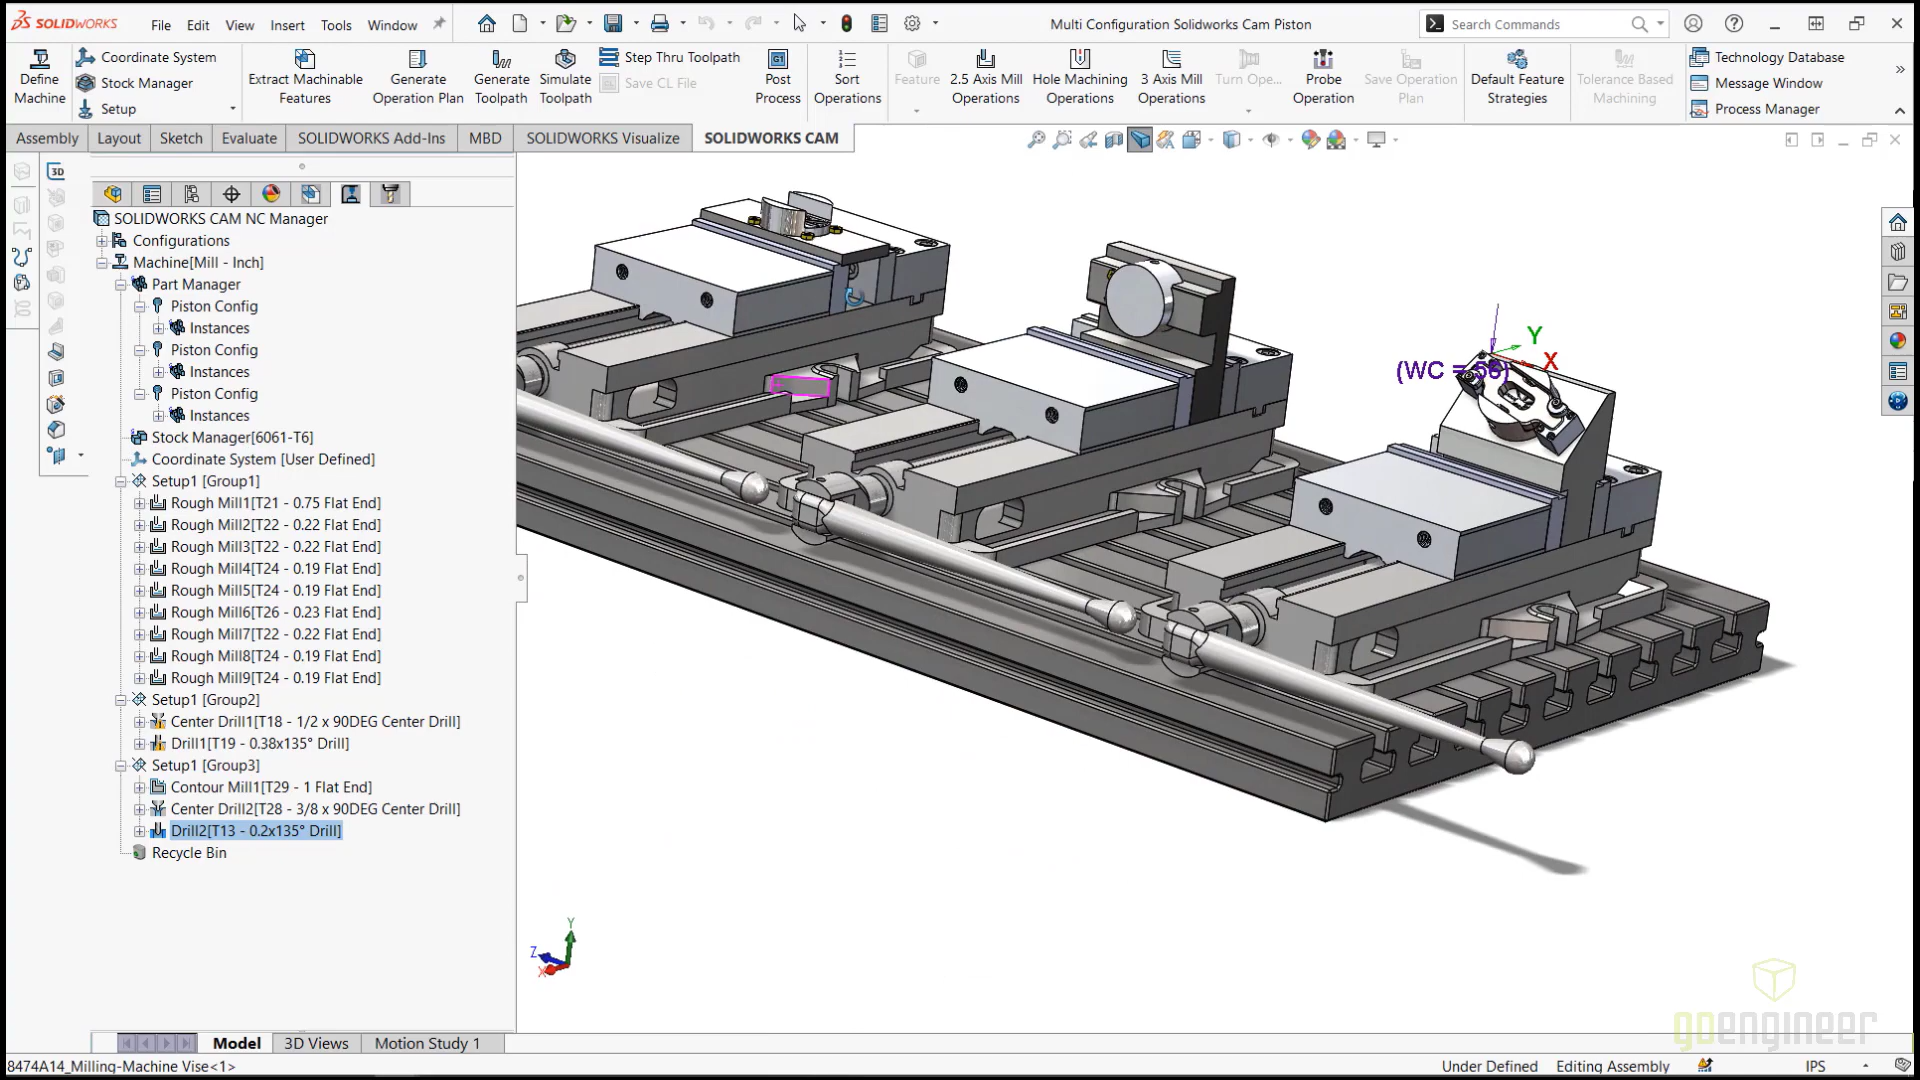 SOLIDWORKS
File Edit View Insert Tools Window
Multi Configuration Solidworks Cam Piston
Search Commands
Define Machine
Coordinate System
Stock Manager
Setup
Extract Machinable Features
Generate Operation Plan
Generate Toolpath
Simulate Toolpath
Step Thru Toolpath
Save CL File
G1
Post Process
Sort Operations
Feature
2.5 Axis Mill Operations
Hole Machining Operations
3 Axis Mill Operations
Turn Ope...
Probe Operation
Save Operation Plan
Default Feature Strategies
Tolerance Based Machining
Technology Database
Message Window
Process Manager
Assembly Layout Sketch Evaluate SOLIDWORKS Add-Ins MBD SOLIDWORKS Visualize SOLIDWORKS CAM
3D
SOLIDWORKS CAM NC Manager
Configurations
Machine[Mill - Inch]
Part Manager
Piston Config
Instances
Piston Config
Instances
Piston Config
Instances
Stock Manager[6061-T6]
Coordinate System [User Defined]
Setup1 [Group1]
Rough Mill1[T21 - 0.75 Flat End]
Rough Mill2[T22 - 0.22 Flat End]
Rough Mill3[T22 - 0.22 Flat End]
Rough Mill4[T24 - 0.19 Flat End]
Rough Mill5[T24 - 0.19 Flat End]
Rough Mill6[T26 - 0.23 Flat End]
Rough Mill7[T22 - 0.22 Flat End]
Rough Mill8[T24 - 0.19 Flat End]
Rough Mill9[T24 - 0.19 Flat End]
Setup1 [Group2]
Center Drill1[T18 - 1/2 x 90DEG Center Drill]
Drill1[T19 - 0.38x135° Drill]
Setup1 [Group3]
Contour Mill1[T29 - 1 Flat End]
Center Drill2[T28 - 3/8 x 90DEG Center Drill]
Drill2[T13 - 0.2x135° Drill]
Recycle Bin
(WC = 56)
Y
X
Y
Z
X
goengineer
Model 3D Views Motion Study 1
8474A14_Milling-Machine Vise<1>
Under Defined Editing Assembly IPS